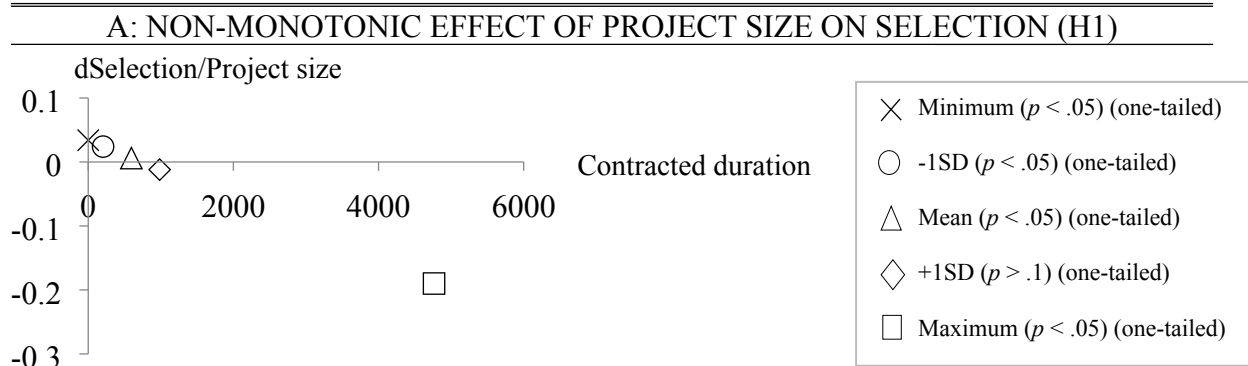 A: NON-MONOTONIC EFFECT OF PROJECT SIZE ON SELECTION (H1)
dSelection/Project size
0.1
0
-0.1
-0.2
-0.3
0 2000 4000 6000
Contracted duration
Minimum (p < .05) (one-tailed)
-1SD (p < .05) (one-tailed)
Mean (p < .05) (one-tailed)
+1SD (p > .1) (one-tailed)
Maximum (p < .05) (one-tailed)